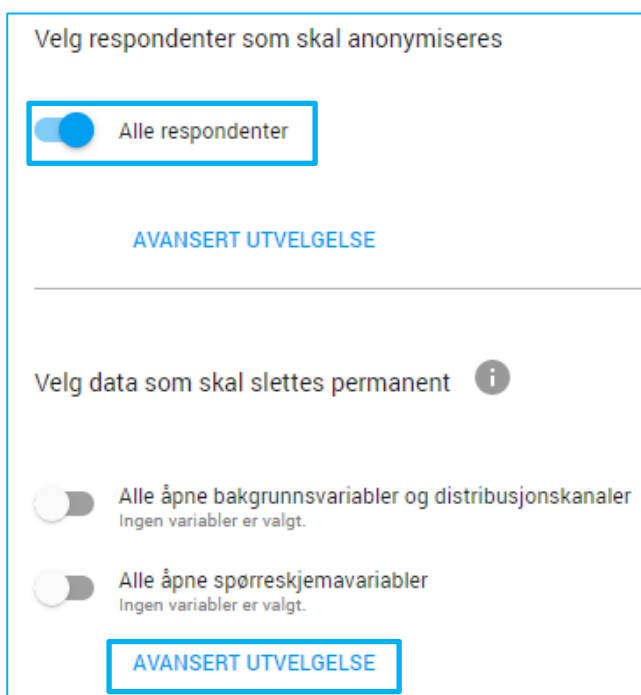 Velg respondenter som skal anonymiseres
Alle respondenter
AVANSERT UTVELGELSE
Velg data som skal slettes permanent i
Alle åpne bakgrunnsvariabler og distribusjonskanaler
Ingen variabler er valgt.
Alle åpne spørreskjemavariabler
Ingen variabler er valgt.
AVANSERT UTVELGELSE